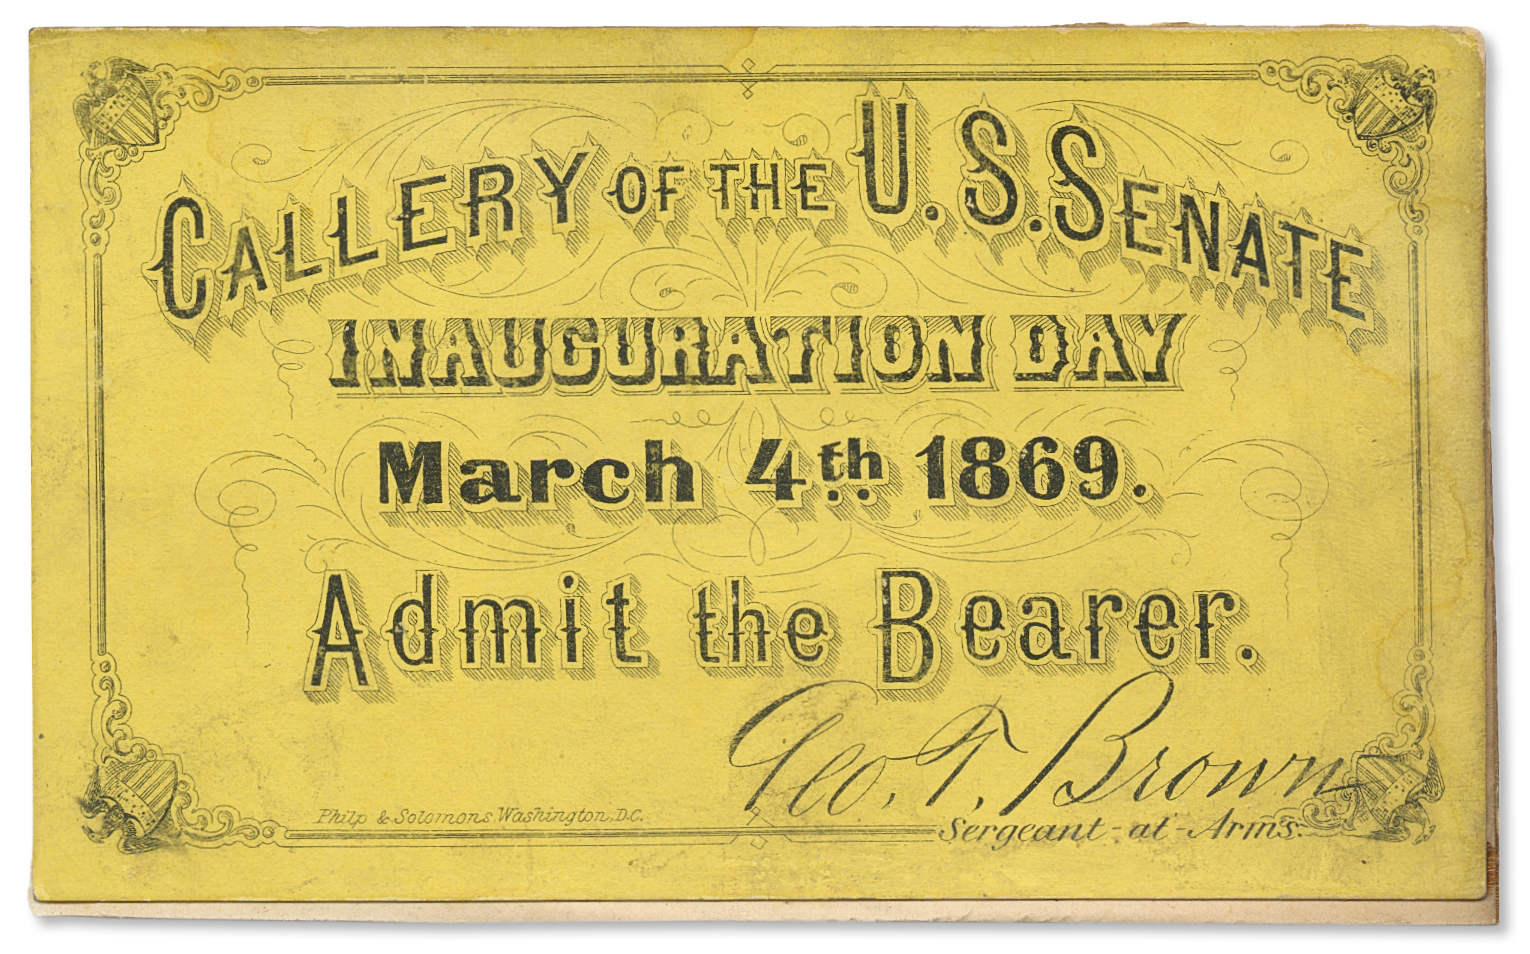 GALLERY OF THE U.S. SENATE
INAUGURATION DAY
March 4th 1869.
Admit the Bearer.
Geo. T. Brown
Philp & Solomons Washington, D.C.
Sergeant-at-Arms.